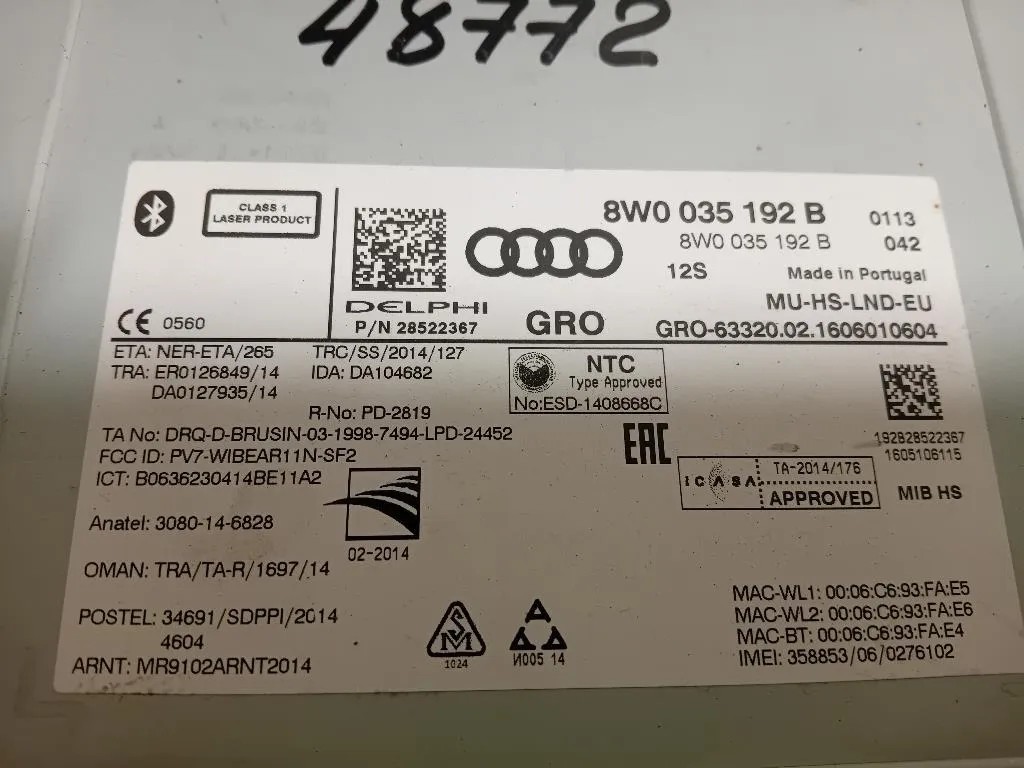 48772
CLASS 1
LASER PRODUCT
0560
DELPHI
P/N 28522367
8W0 035 192 B 0113
8W0 035 192 B 042
12S Made in Portugal
MU-HS-LND-EU
GRO GRO-63320.02.1606010604
ETA: NER-ETA/265 TRC/SS/2014/127
TRA: ER0126849/14 IDA: DA104682
DA0127935/14
R-No: PD-2819
NTC
Type Approved
No:ESD-1408668C
TA No: DRQ-D-BRUSIN-03-1998-7494-LPD-24452
FCC ID: PV7-WIBEAR11N-SF2
ICT: B0636230414BE11A2
EAC
192B28522367
1605106115
ICASA TA-2014/176
APPROVED
MIB HS
Anatel: 3080-14-6828
02-2014
OMAN: TRA/TA-R/1697/14
POSTEL: 34691/SDPPI/2014
4604
ARNT: MR9102ARNT2014
SM
1024
И005 14
MAC-WL1: 00:06:C6:93:FA:E5
MAC-WL2: 00:06:C6:93:FA:E6
MAC-BT: 00:06:C6:93:FA:E4
IMEI: 358853/06/0276102